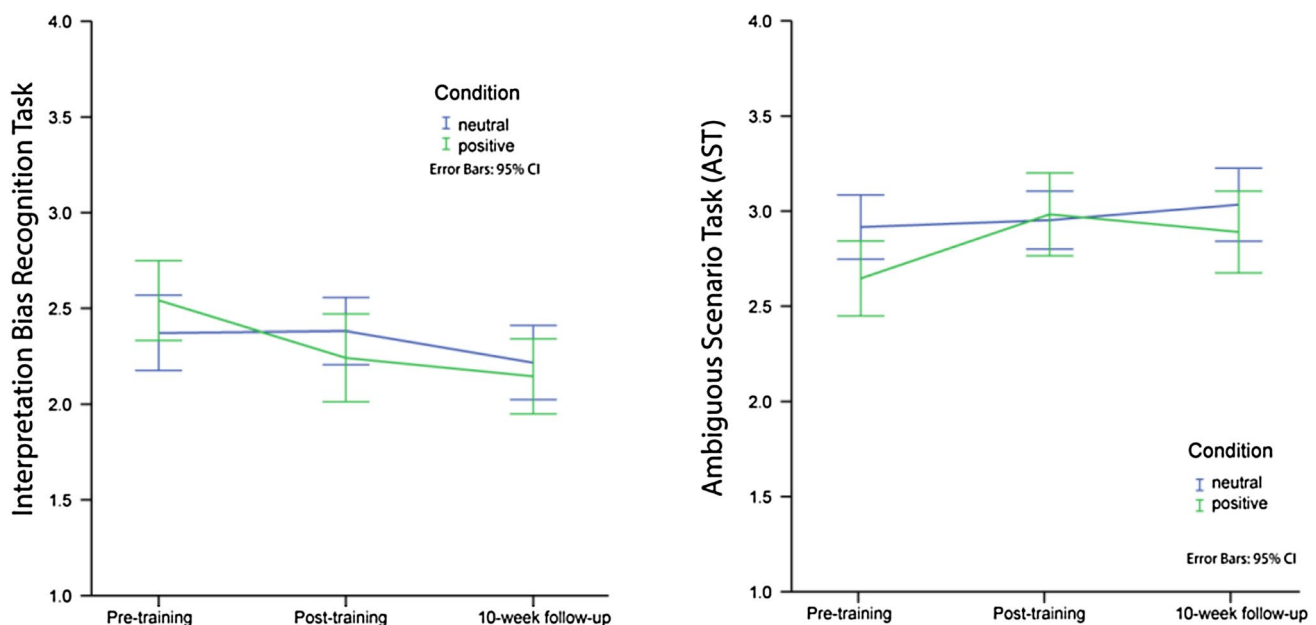 Interpretation Bias Recognition Task
4.0
3.5
3.0
2.5
2.0
1.5
1.0
Condition
neutral
positive
Error Bars: 95% CI
Pre-training
Post-training
10-week follow-up
Ambiguous Scenario Task (AST)
4.0
3.5
3.0
2.5
2.0
1.5
1.0
Condition
neutral
positive
Error Bars: 95% CI
Pre-training
Post-training
10-week follow-up